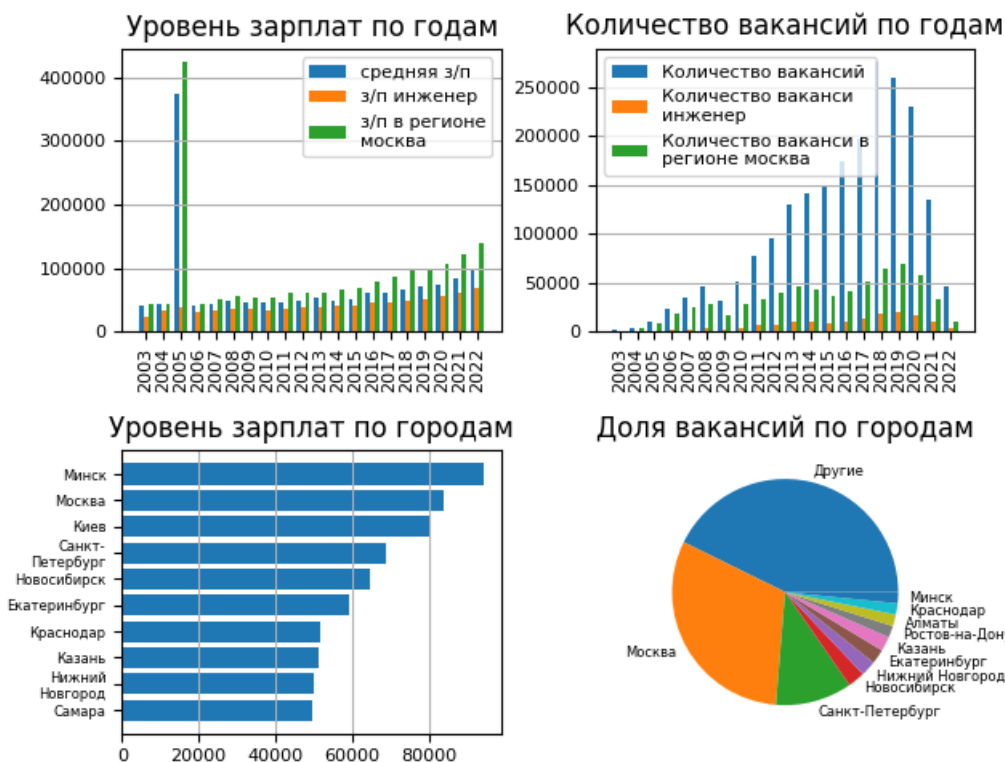 Уровень зарплат по годам
400000
300000
200000
100000
0
средняя з/п
з/п инженер
з/п в регионе
москва
2003
2004
2005
2006
2007
2008
2009
2010
2011
2012
2013
2014
2015
2016
2017
2018
2019
2020
2021
2022
Количество вакансий по годам
250000
200000
150000
100000
50000
0
Количество вакансий
Количество ваканси
инженер
Количество ваканси в
регионе москва
2003
2004
2005
2006
2007
2008
2009
2010
2011
2012
2013
2014
2015
2016
2017
2018
2019
2020
2021
2022
Уровень зарплат по городам
Минск
Москва
Киев
Санкт-
Петербург
Новосибирск
Екатеринбург
Краснодар
Казань
Нижний
Новгород
Самара
0
20000
40000
60000
80000
Доля вакансий по городам
Другие
Москва
Санкт-Петербург
Новосибирск
Нижний Новгород
Екатеринбург
Казань
Ростов-на-Дону
Алматы
Краснодар
Минск